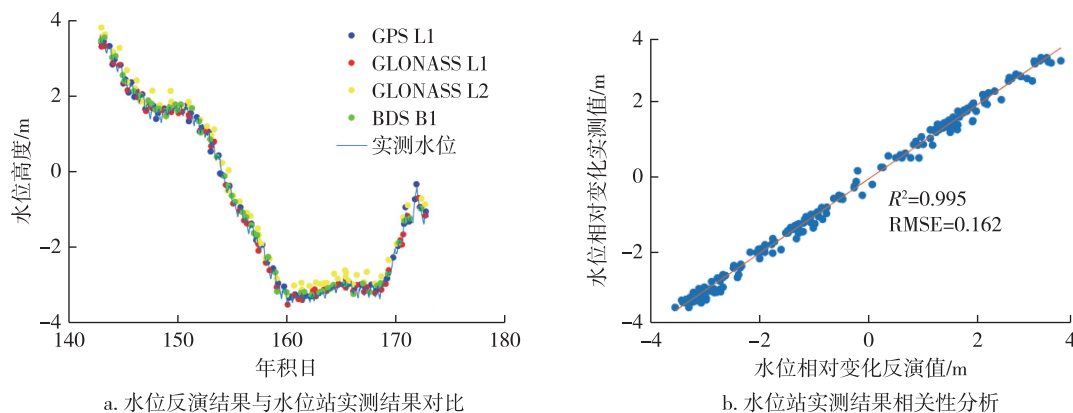 4
2
0
−2
−4
140
150
160
170
180
水位高度/m
年积日
GPS L1
GLONASS L1
GLONASS L2
BDS B1
实测水位
a. 水位反演结果与水位站实测结果对比
4
2
0
−2
−4
−4
−2
0
2
4
水位相对变化实测值/m
水位相对变化反演值/m
R²=0.995
RMSE=0.162
b. 水位站实测结果相关性分析